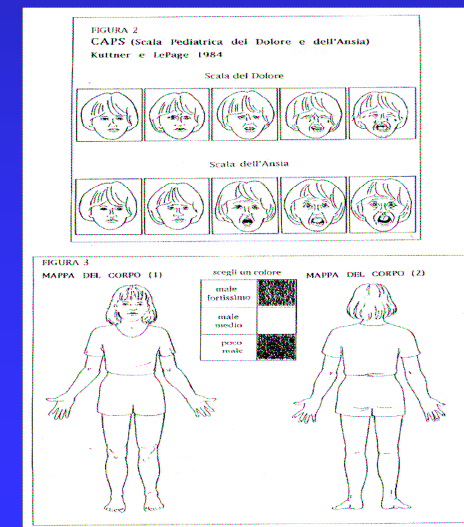 FIGURA 2
CAPS (Scala Pediatrica del Dolore e dell'Ansia)
Kuttner e LePage 1984
Scala del Dolore
Scala dell'Ansia
FIGURA 3
MAPPA DEL CORPO (1)
scegli un colore
MAPPA DEL CORPO (2)
male
fortissimo
male
medio
poco
male